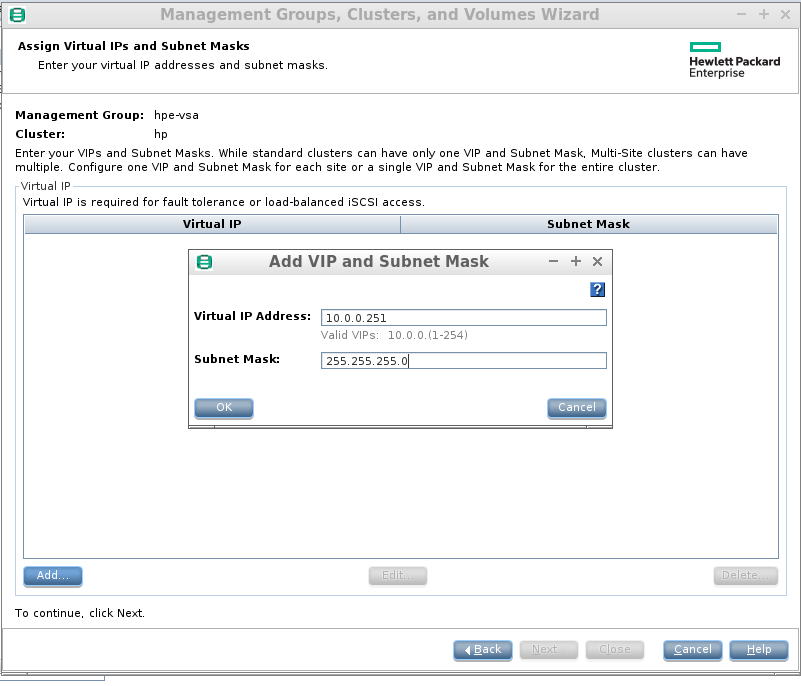 Management Groups, Clusters, and Volumes Wizard
Assign Virtual IPs and Subnet Masks
Enter your virtual IP addresses and subnet masks.
Hewlett Packard
Enterprise
Management Group: hpe-vsa
Cluster: hp
Enter your VIPs and Subnet Masks. While standard clusters can have only one VIP and Subnet Mask, Multi-Site clusters can have
multiple. Configure one VIP and Subnet Mask for each site or a single VIP and Subnet Mask for the entire cluster.
Virtual IP
Virtual IP is required for fault tolerance or load-balanced iSCSI access.
Virtual IP Subnet Mask
Add VIP and Subnet Mask
?
Virtual IP Address: 10.0.0.251
Valid VIPs: 10.0.0.(1-254)
Subnet Mask: 255.255.255.0
OK Cancel
Add... Edit... Delete...
To continue, click Next.
Back Next Close Cancel Help